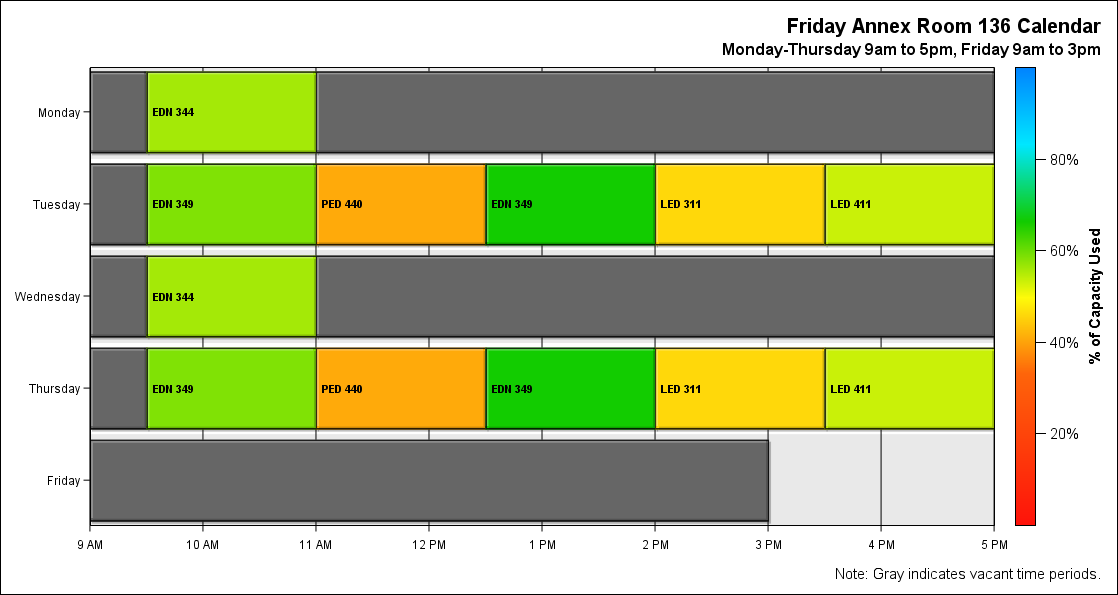 Friday Annex Room 136 Calendar
Monday-Thursday 9am to 5pm, Friday 9am to 3pm
Monday
EDN 344
Tuesday
EDN 349
PED 440
EDN 349
LED 311
LED 411
Wednesday
EDN 344
Thursday
EDN 349
PED 440
EDN 349
LED 311
LED 411
Friday
9 AM
10 AM
11 AM
12 PM
1 PM
2 PM
3 PM
4 PM
5 PM
80%
60%
40%
20%
% of Capacity Used
Note: Gray indicates vacant time periods.